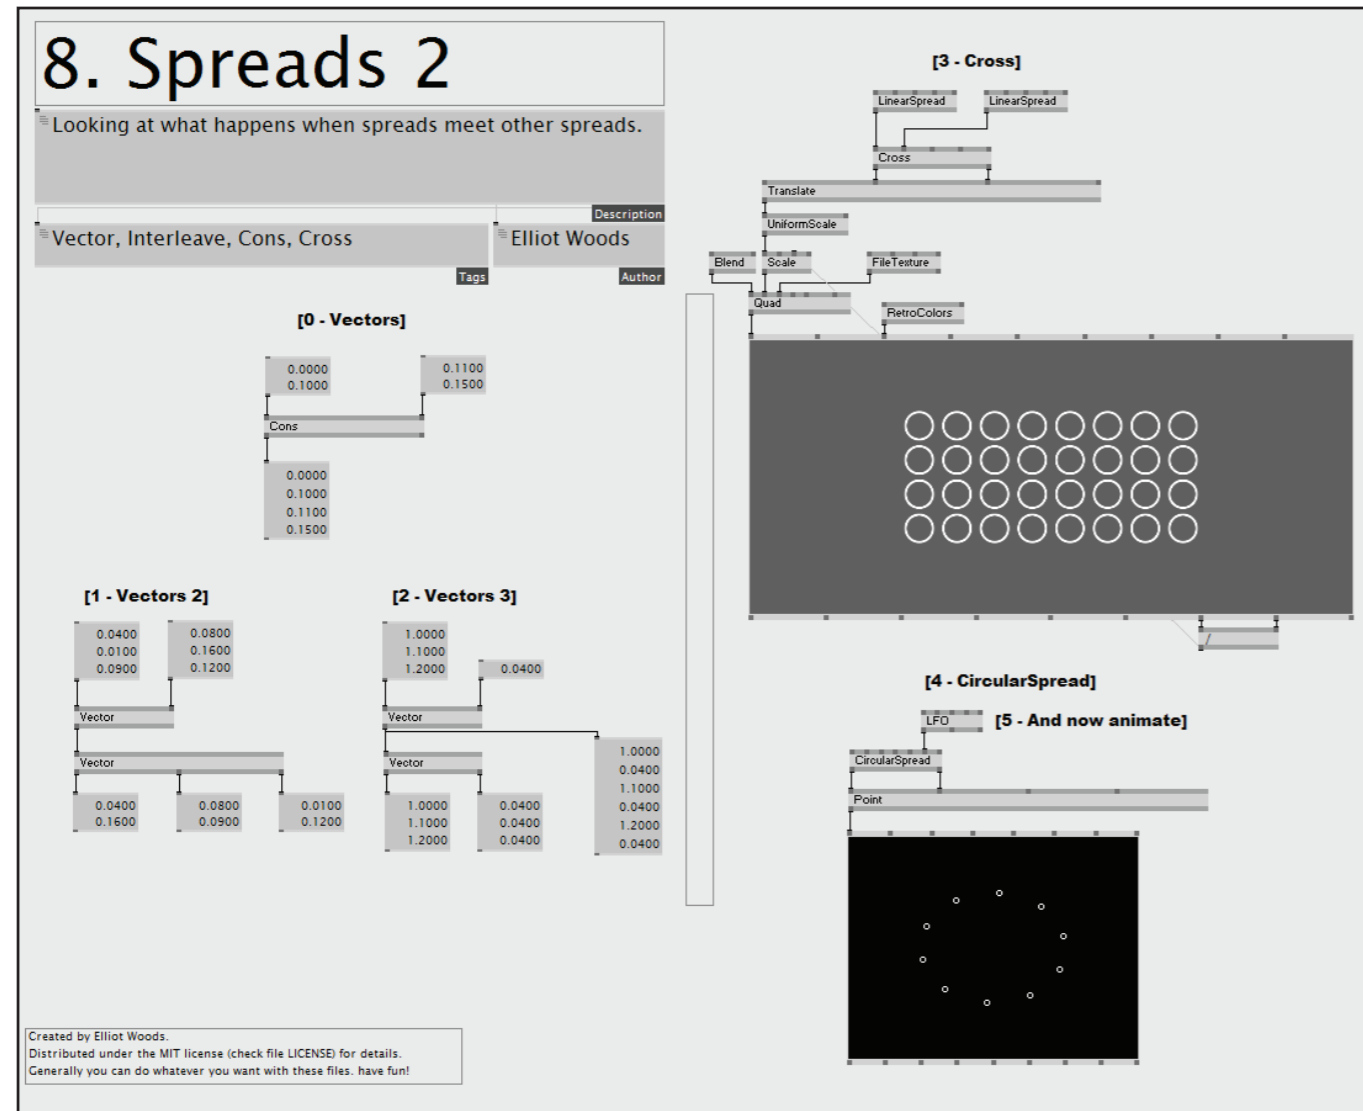 8. Spreads 2
Looking at what happens when spreads meet other spreads.
Description
Vector, Interleave, Cons, Cross
Tags
Elliot Woods
Author
[0 - Vectors]
0.0000
0.1000
0.1100
0.1500
Cons
0.0000
0.1000
0.1100
0.1500
[1 - Vectors 2]
0.0400
0.0100
0.0900
0.0800
0.1600
0.1200
Vector
Vector
0.0400
0.1600
0.0800
0.0900
0.0100
0.1200
[2 - Vectors 3]
1.0000
1.1000
1.2000
0.0400
Vector
Vector
1.0000
1.1000
1.2000
0.0400
0.0400
0.0400
1.0000
0.0400
1.1000
0.0400
1.2000
0.0400
Created by Elliot Woods.
Distributed under the MIT license (check file LICENSE) for details.
Generally you can do whatever you want with these files. have fun!
[3 - Cross]
LinearSpread
LinearSpread
Cross
Translate
UniformScale
Blend
Scale
FileTexture
Quad
RetroColors
/
[4 - CircularSpread]
LFO
[5 - And now animate]
CircularSpread
Point